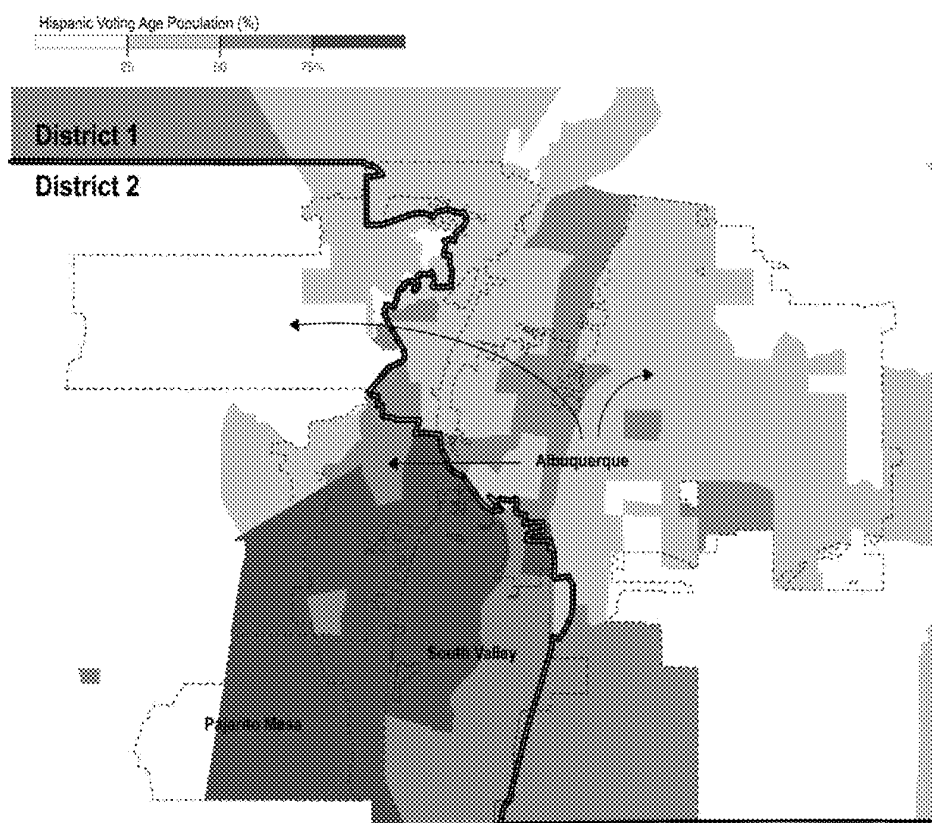 Hispanic Voting Age Population (%)
25 50 75%
District 1
District 2
Albuquerque
South Valley
Pajarito Mesa